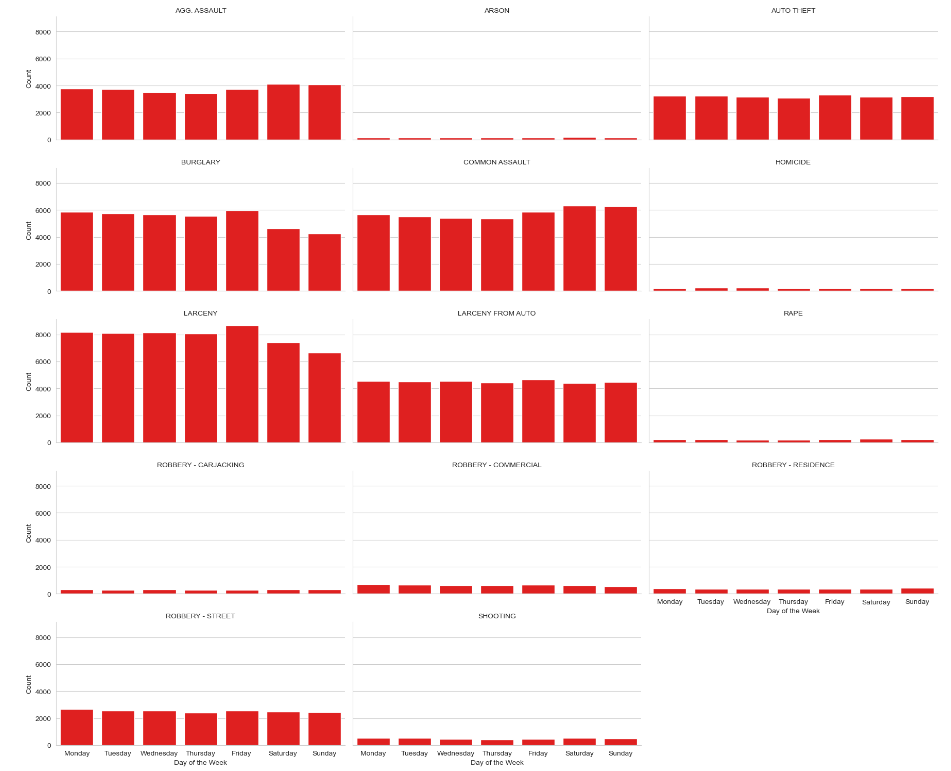 AGG. ASSAULT
ARSON
AUTO THEFT
8000
6000
4000
2000
0
Count
BURGLARY
COMMON ASSAULT
HOMICIDE
8000
6000
4000
2000
0
Count
LARCENY
LARCENY FROM AUTO
RAPE
8000
6000
4000
2000
0
Count
ROBBERY - CARJACKING
ROBBERY - COMMERCIAL
ROBBERY - RESIDENCE
8000
6000
4000
2000
0
Count
Monday Tuesday Wednesday Thursday Friday Saturday Sunday
Day of the Week
ROBBERY - STREET
SHOOTING
8000
6000
4000
2000
0
Count
Monday Tuesday Wednesday Thursday Friday Saturday Sunday
Day of the Week
Monday Tuesday Wednesday Thursday Friday Saturday Sunday
Day of the Week